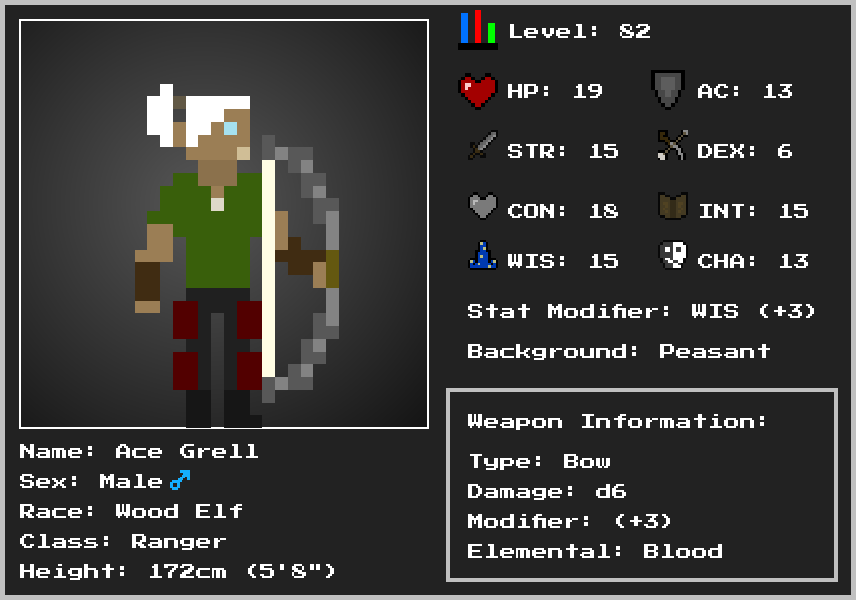 Level: 82
HP: 19
AC: 13
STR: 15
DEX: 6
CON: 18
INT: 15
WIS: 15
CHA: 13
Stat Modifier: WIS (+3)
Background: Peasant
Weapon Information:
Type: Bow
Damage: d6
Modifier: (+3)
Elemental: Blood
Name: Ace Grell
Sex: Male ♂
Race: Wood Elf
Class: Ranger
Height: 172cm (5'8")